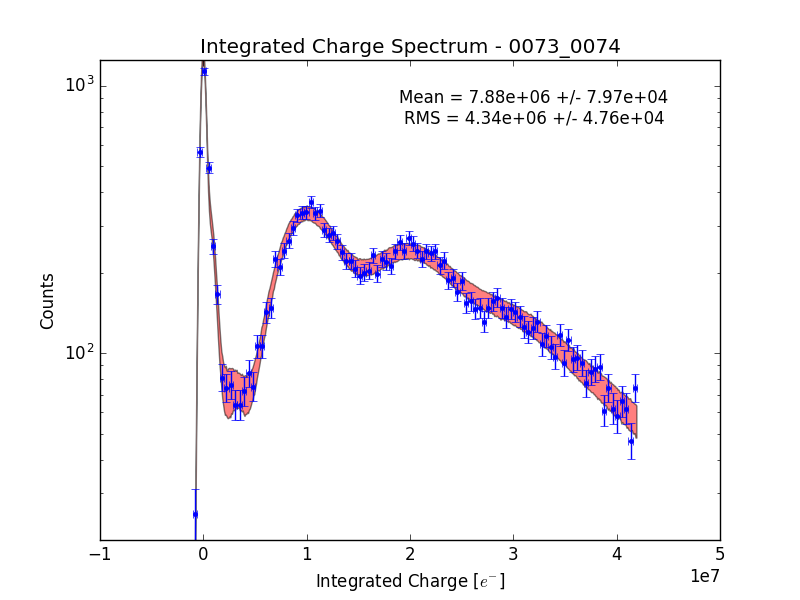 Integrated Charge Spectrum - 0073_0074
Mean = 7.88e+06 +/- 7.97e+04
RMS = 4.34e+06 +/- 4.76e+04
10³
10²
Counts
−1 0 1 2 3 4 5
1e7
Integrated Charge [e⁻]